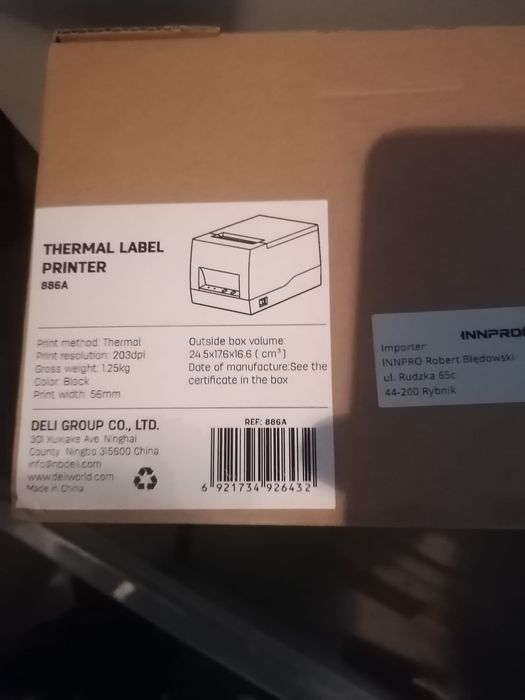 THERMAL LABEL
PRINTER
886A
Print method: Thermal
Print resolution: 203dpi
Gross weight: 1.25kg
Color: Black
Print width: 56mm
Outside box volume:
24.5x17.6x16.6 ( cm³ )
Date of manufacture:See the
certificate in the box
DELI GROUP CO., LTD.
301 Xuxiake Ave. Ninghai
County Ningbo 315600 China
info@nbdeli.com
www.deliworld.com
Made in China
REF: 886A
6 921734 926432
INNPRO
Importer:
INNPRO Robert Błędowski
ul. Rudzka 65c
44-200 Rybnik